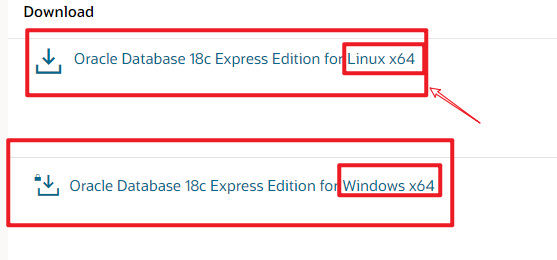 Download
Oracle Database 18c Express Edition for Linux x64
Oracle Database 18c Express Edition for Windows x64